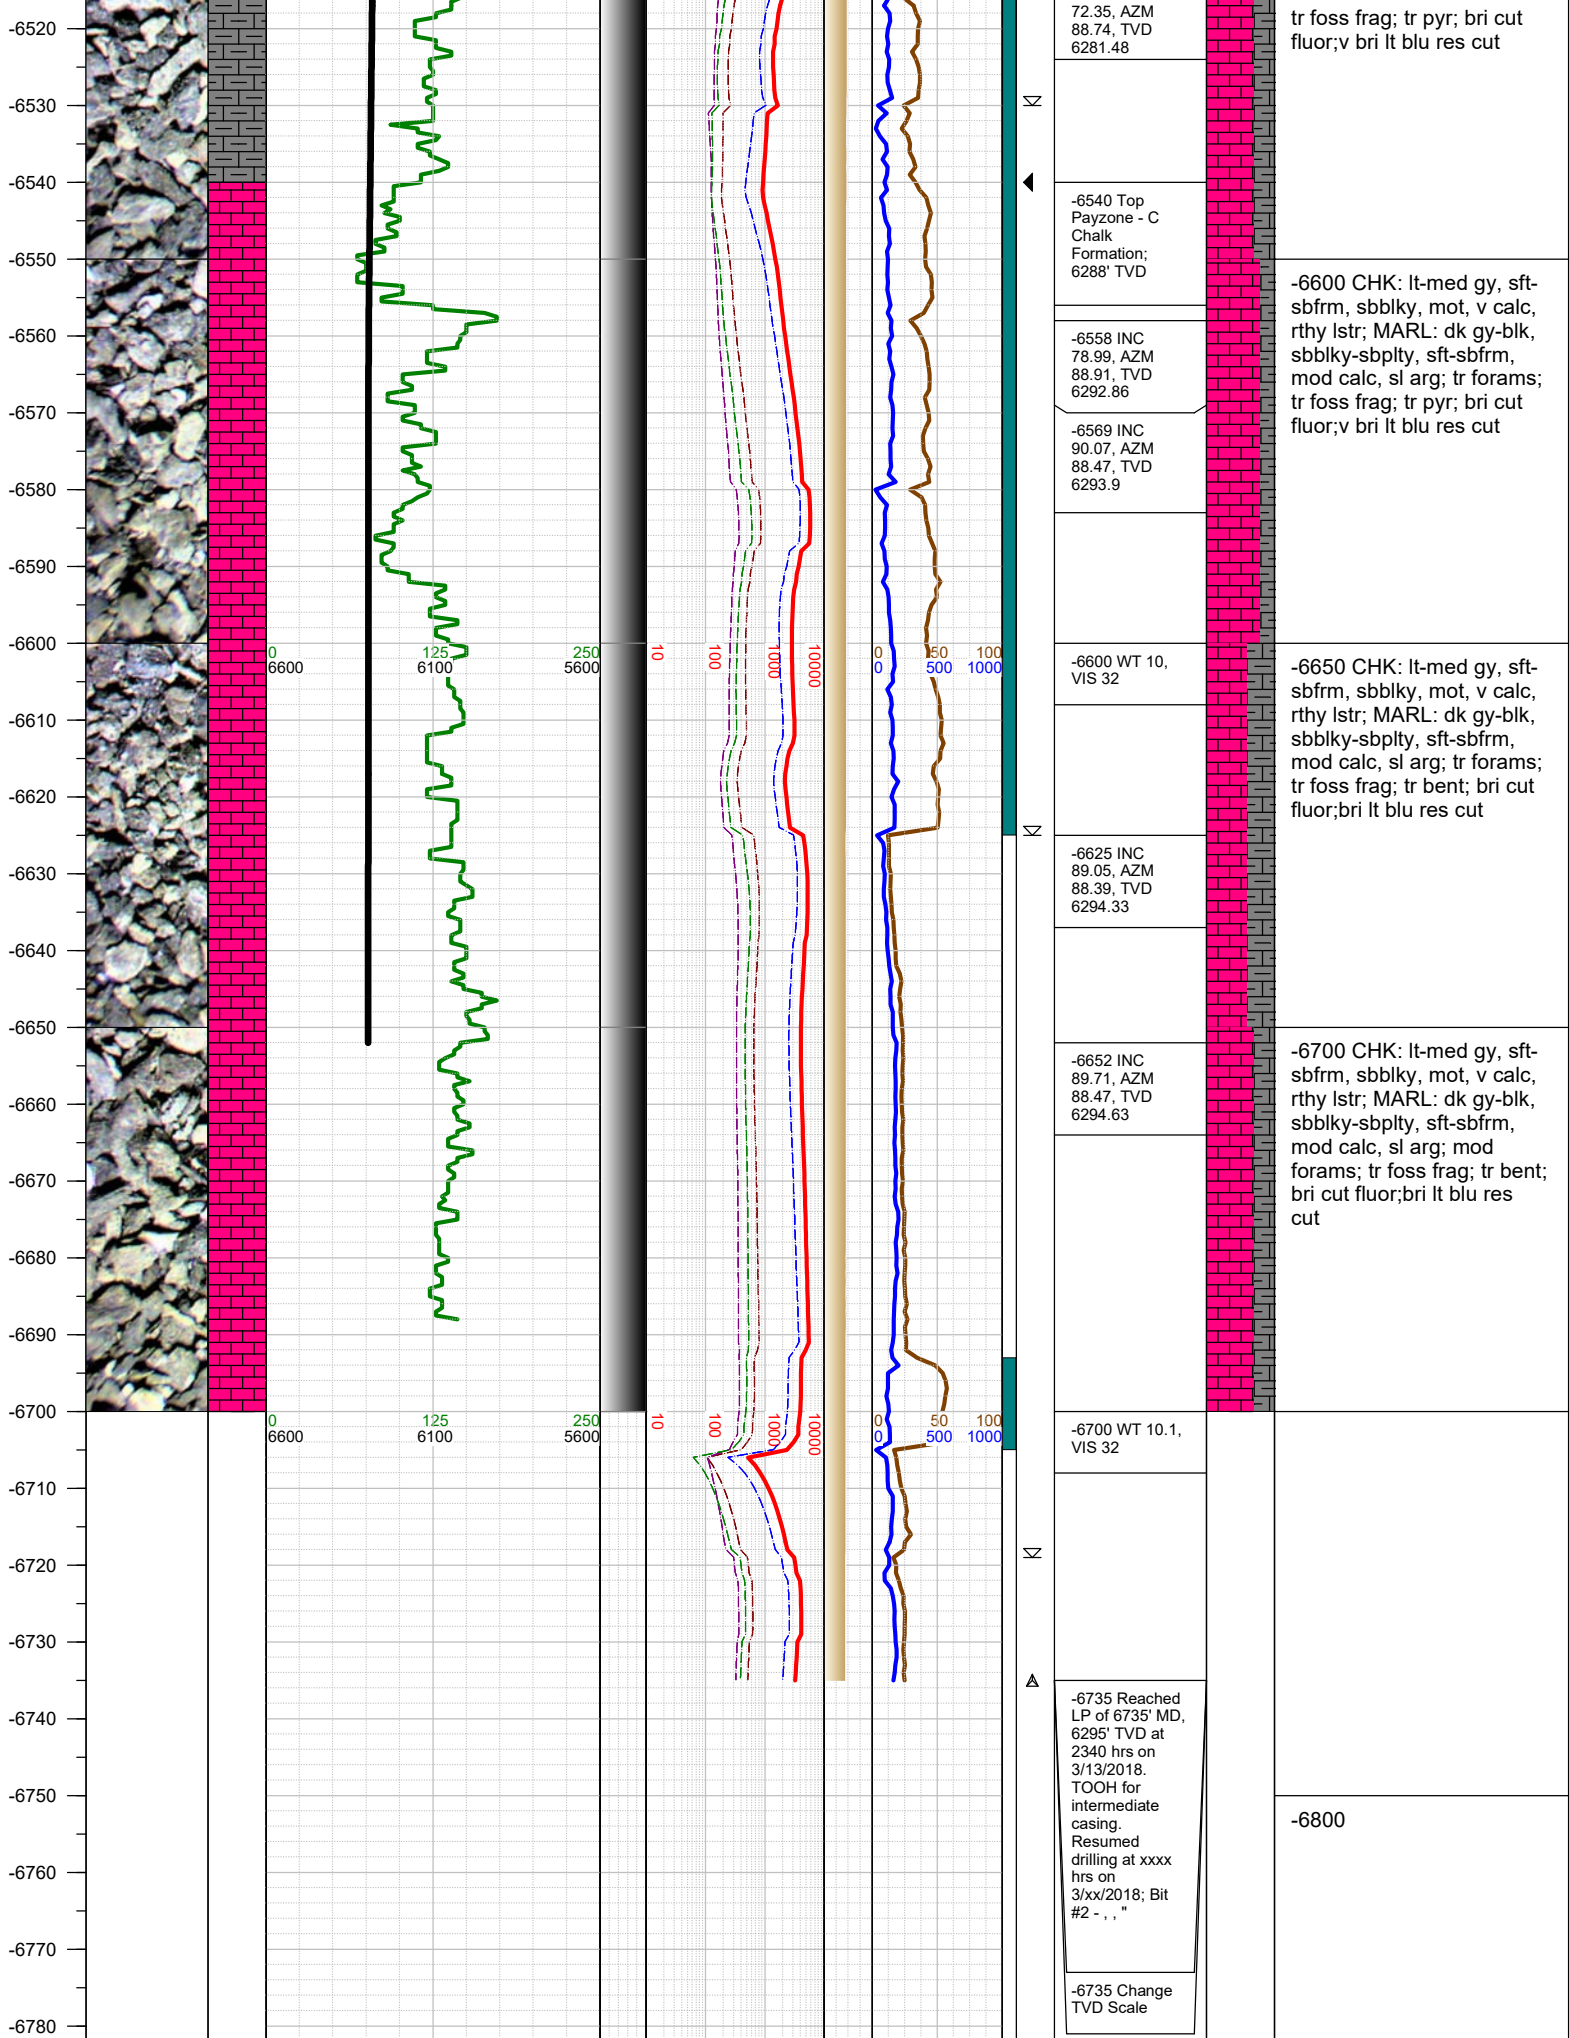 -6520
-6530
-6540
-6550
-6560
-6570
-6580
-6590
-6600
-6610
-6620
-6630
-6640
-6650
-6660
-6670
-6680
-6690
-6700
-6710
-6720
-6730
-6740
-6750
-6760
-6770
-6780
0 125 250
6600 6100 5600
10 100 1000 10000
0 50 100
0 500 1000
0 125 250
6600 6100 5600
10 100 1000 10000
0 50 100
0 500 1000
72.35, AZM
88.74, TVD
6281.48
-6540 Top
Payzone - C
Chalk
Formation;
6288' TVD
-6558 INC
78.99, AZM
88.91, TVD
6292.86
-6569 INC
90.07, AZM
88.47, TVD
6293.9
-6600 WT 10,
VIS 32
-6625 INC
89.05, AZM
88.39, TVD
6294.33
-6652 INC
89.71, AZM
88.47, TVD
6294.63
-6700 WT 10.1,
VIS 32
-6735 Reached
LP of 6735' MD,
6295' TVD at
2340 hrs on
3/13/2018.
TOOH for
intermediate
casing.
Resumed
drilling at xxxx
hrs on
3/xx/2018; Bit
#2 - , , "
-6735 Change
TVD Scale
tr foss frag; tr pyr; bri cut
fluor;v bri lt blu res cut
-6600 CHK: lt-med gy, sft-
sbfrm, sbblky, mot, v calc,
rthy lstr; MARL: dk gy-blk,
sbblky-sbplty, sft-sbfrm,
mod calc, sl arg; tr forams;
tr foss frag; tr pyr; bri cut
fluor;v bri lt blu res cut
-6650 CHK: lt-med gy, sft-
sbfrm, sbblky, mot, v calc,
rthy lstr; MARL: dk gy-blk,
sbblky-sbplty, sft-sbfrm,
mod calc, sl arg; tr forams;
tr foss frag; tr bent; bri cut
fluor;bri lt blu res cut
-6700 CHK: lt-med gy, sft-
sbfrm, sbblky, mot, v calc,
rthy lstr; MARL: dk gy-blk,
sbblky-sbplty, sft-sbfrm,
mod calc, sl arg; mod
forams; tr foss frag; tr bent;
bri cut fluor;bri lt blu res
cut
-6800